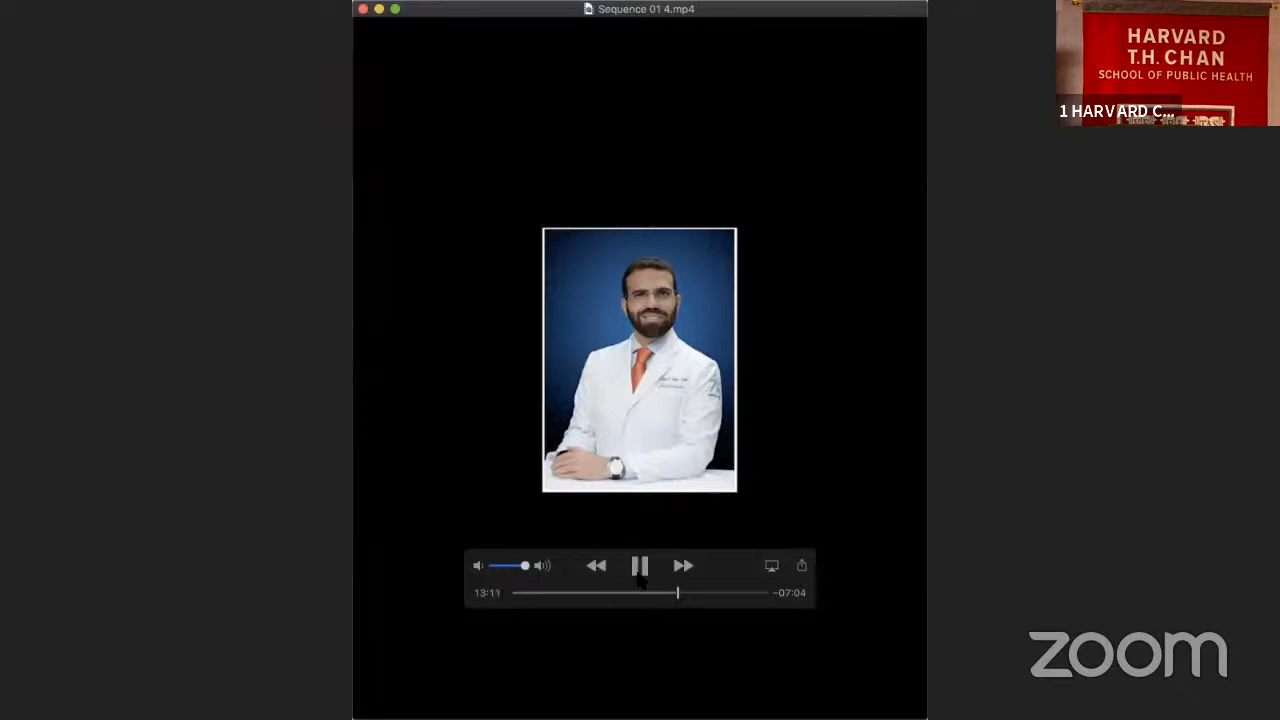 Sequence 01 4.mp4
HARVARD
T.H. CHAN
SCHOOL OF PUBLIC HEALTH
1 HARVARD C...
13:11
-07:04
zoom